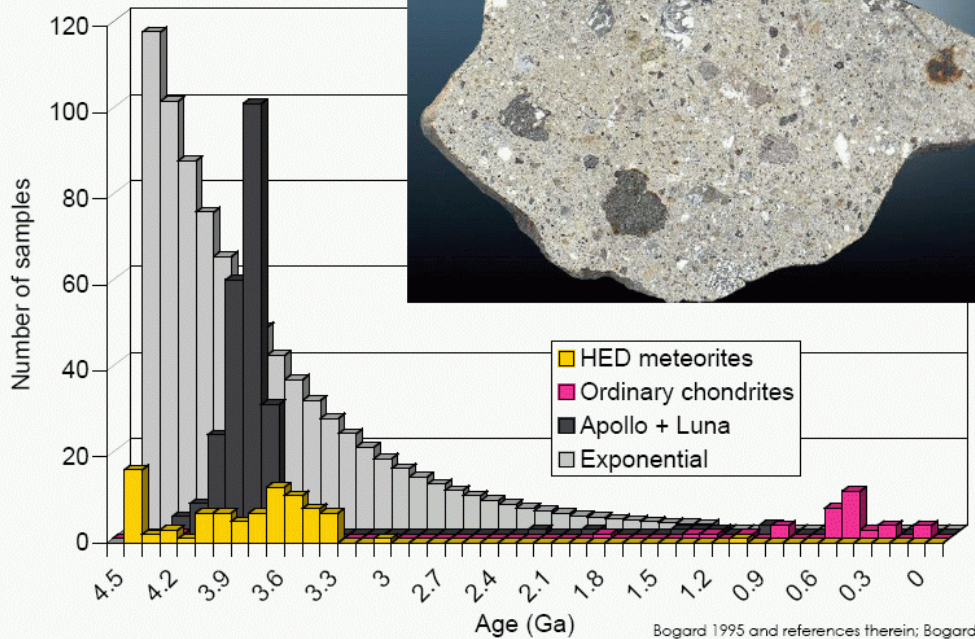 120
100
80
60
40
20
0
Number of samples
HED meteorites
Ordinary chondrites
Apollo + Luna
Exponential
4.5 4.2 3.9 3.6 3.3 3 2.7 2.4 2.1 1.8 1.5 1.2 0.9 0.6 0.3 0
Age (Ga)
Bogard 1995 and references therein; Bogard